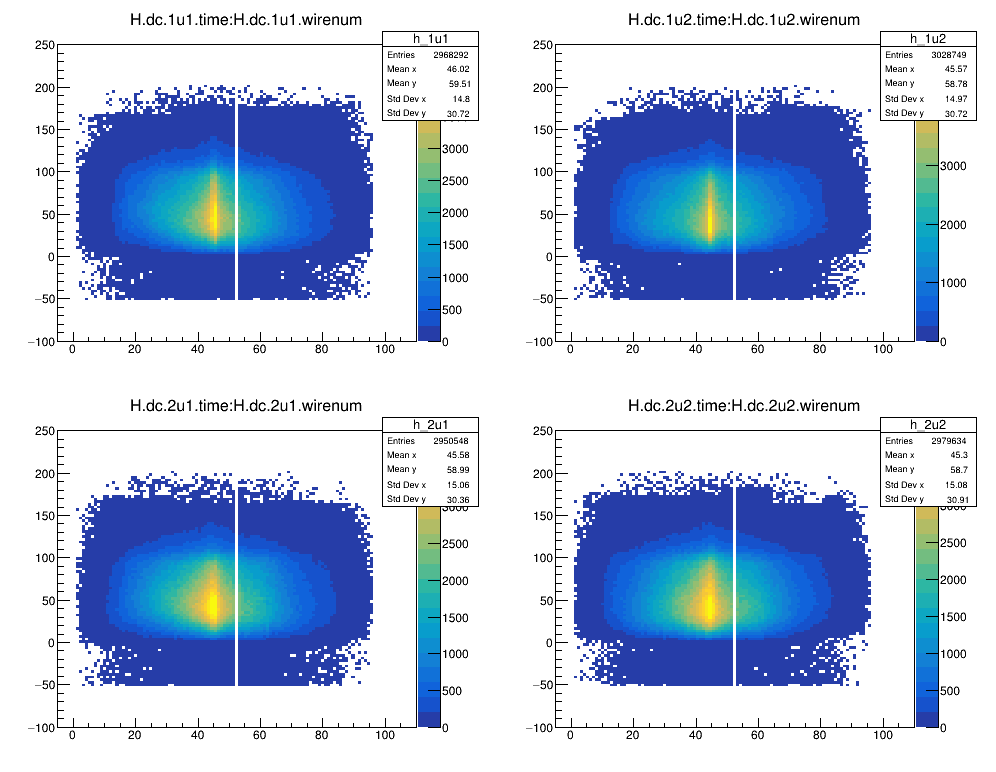 H.dc.1u1.time:H.dc.1u1.wirenum
h_1u1
Entries 2968292
Mean x 46.02
Mean y 59.51
Std Dev x 14.8
Std Dev y 30.72
250
200
150
100
50
0
−50
−100
0 20 40 60 80 100
3000
2500
2000
1500
1000
500
0
H.dc.1u2.time:H.dc.1u2.wirenum
h_1u2
Entries 3028749
Mean x 45.57
Mean y 58.78
Std Dev x 14.97
Std Dev y 30.72
250
200
150
100
50
0
−50
−100
0 20 40 60 80 100
3000
2000
1000
0
H.dc.2u1.time:H.dc.2u1.wirenum
h_2u1
Entries 2950548
Mean x 45.58
Mean y 58.99
Std Dev x 15.06
Std Dev y 30.36
250
200
150
100
50
0
−50
−100
0 20 40 60 80 100
3000
2500
2000
1500
1000
500
0
H.dc.2u2.time:H.dc.2u2.wirenum
h_2u2
Entries 2979634
Mean x 45.3
Mean y 58.7
Std Dev x 15.08
Std Dev y 30.91
250
200
150
100
50
0
−50
−100
0 20 40 60 80 100
3000
2500
2000
1500
1000
500
0